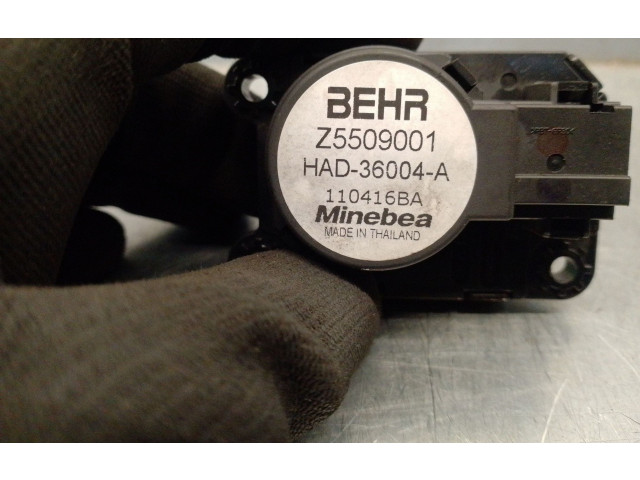 BEHR
Z5509001
HAD-36004-A
110416BA
Minebea
MADE IN THAILAND